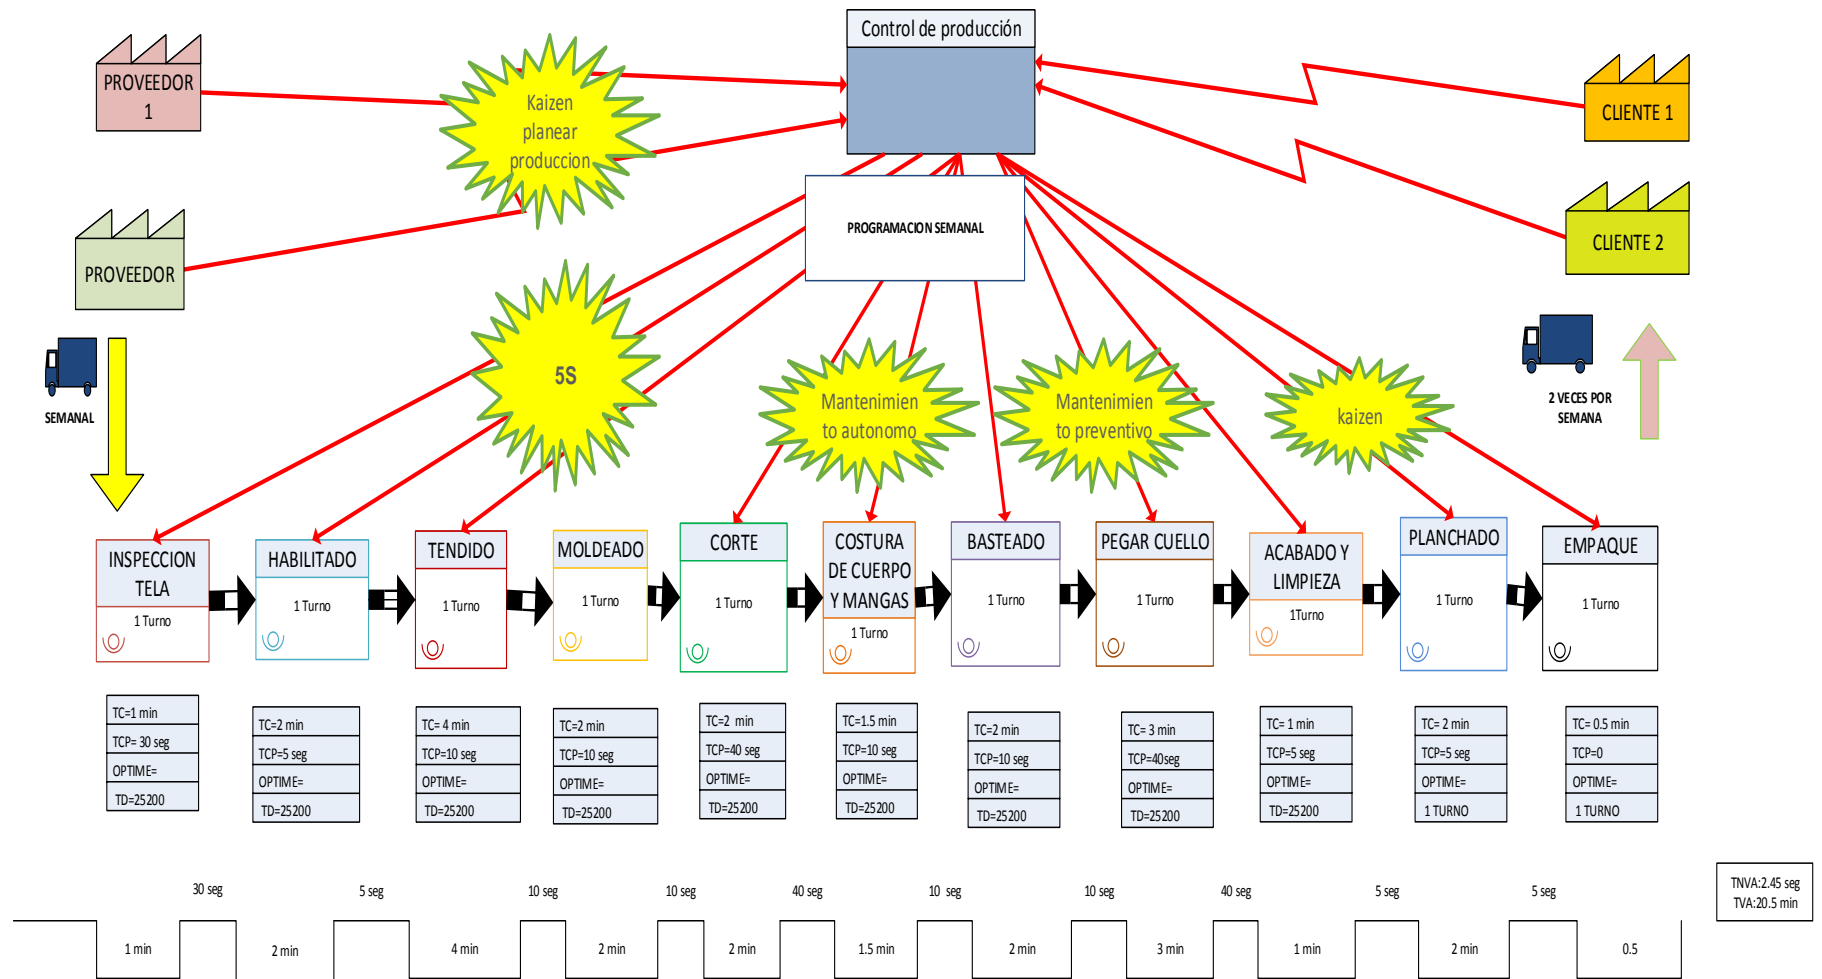 Control de producción
PROVEEDOR
1
Kaizen
planear
produccion
CLIENTE 1
PROGRAMACION SEMANAL
CLIENTE 2
PROVEEDOR
5S
SEMANAL
Mantenimien
to autonomo
Mantenimien
to preventivo
kaizen
2 VECES POR
SEMANA
INSPECCION
TELA
1 Turno
HABILITADO
1 Turno
TENDIDO
1 Turno
MOLDEADO
1 Turno
CORTE
1 Turno
COSTURA
DE CUERPO
Y MANGAS
1 Turno
BASTEADO
1 Turno
PEGAR CUELLO
1 Turno
ACABADO Y
LIMPIEZA
1Turno
PLANCHADO
1 Turno
EMPAQUE
1 Turno
TC=1 min
TCP= 30 seg
OPTIME=
TD=25200
TC=2 min
TCP=5 seg
OPTIME=
TD=25200
TC= 4 min
TCP=10 seg
OPTIME=
TD=25200
TC=2 min
TCP=10 seg
OPTIME=
TD=25200
TC=2 min
TCP=40 seg
OPTIME=
TD=25200
TC=1.5 min
TCP=10 seg
OPTIME=
TD=25200
TC=2 min
TCP=10 seg
OPTIME=
TD=25200
TC= 3 min
TCP=40seg
OPTIME=
TD=25200
TC= 1 min
TCP=5 seg
OPTIME=
TD=25200
TC= 2 min
TCP=5 seg
OPTIME=
1 TURNO
TC= 0.5 min
TCP=0
OPTIME=
1 TURNO
30 seg
5 seg
10 seg
10 seg
40 seg
10 seg
10 seg
40 seg
5 seg
5 seg
TNVA:2.45 seg
TVA:20.5 min
1 min
2 min
4 min
2 min
2 min
1.5 min
2 min
3 min
1 min
2 min
0.5